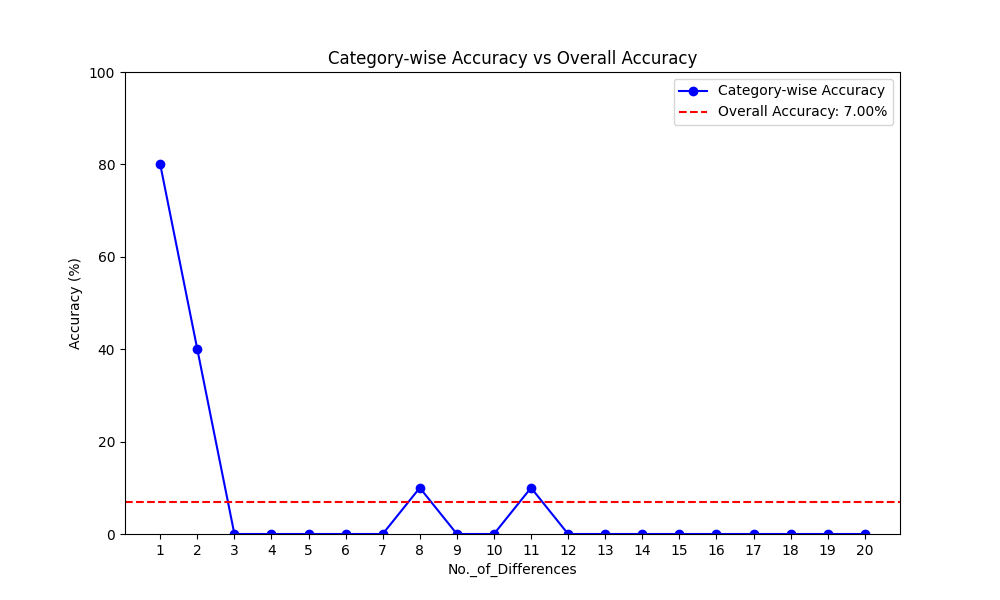 Category-wise Accuracy vs Overall Accuracy
Category-wise Accuracy
Overall Accuracy: 7.00%
Accuracy (%)
100
80
60
40
20
0
1 2 3 4 5 6 7 8 9 10 11 12 13 14 15 16 17 18 19 20
No._of_Differences